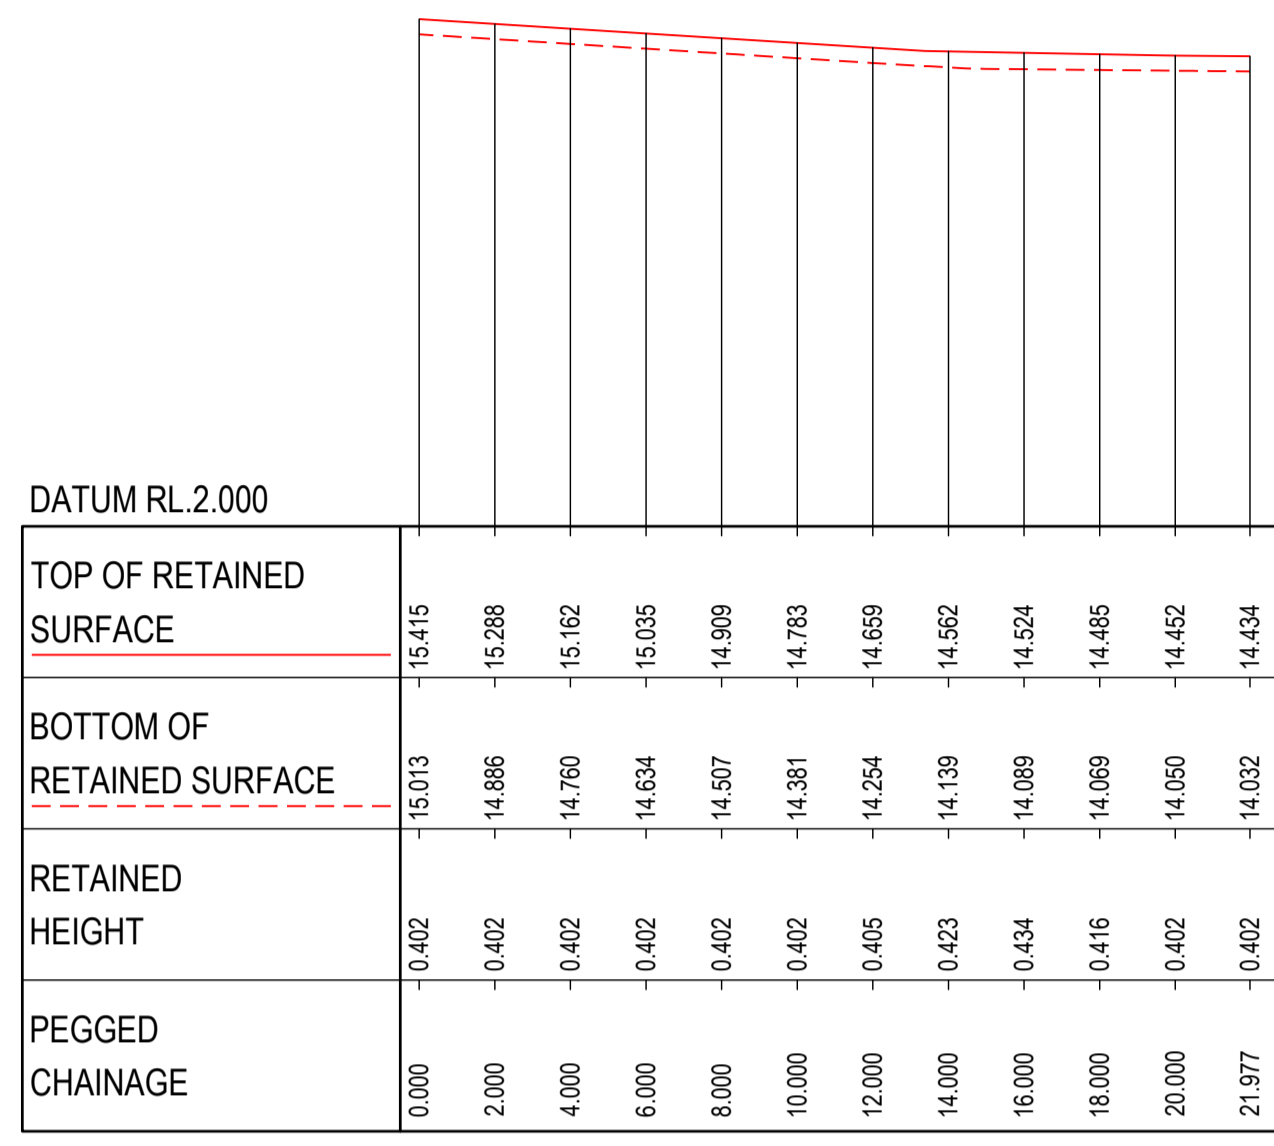 DATUM RL.2.000
TOP OF RETAINED
SURFACE
15.415 15.288 15.162 15.035 14.909 14.783 14.659 14.562 14.524 14.485 14.452 14.434
BOTTOM OF
RETAINED SURFACE
15.013 14.886 14.760 14.634 14.507 14.381 14.254 14.139 14.089 14.069 14.050 14.032
RETAINED
HEIGHT
0.402 0.402 0.402 0.402 0.402 0.402 0.405 0.423 0.434 0.416 0.402 0.402
PEGGED
CHAINAGE
0.000 2.000 4.000 6.000 8.000 10.000 12.000 14.000 16.000 18.000 20.000 21.977